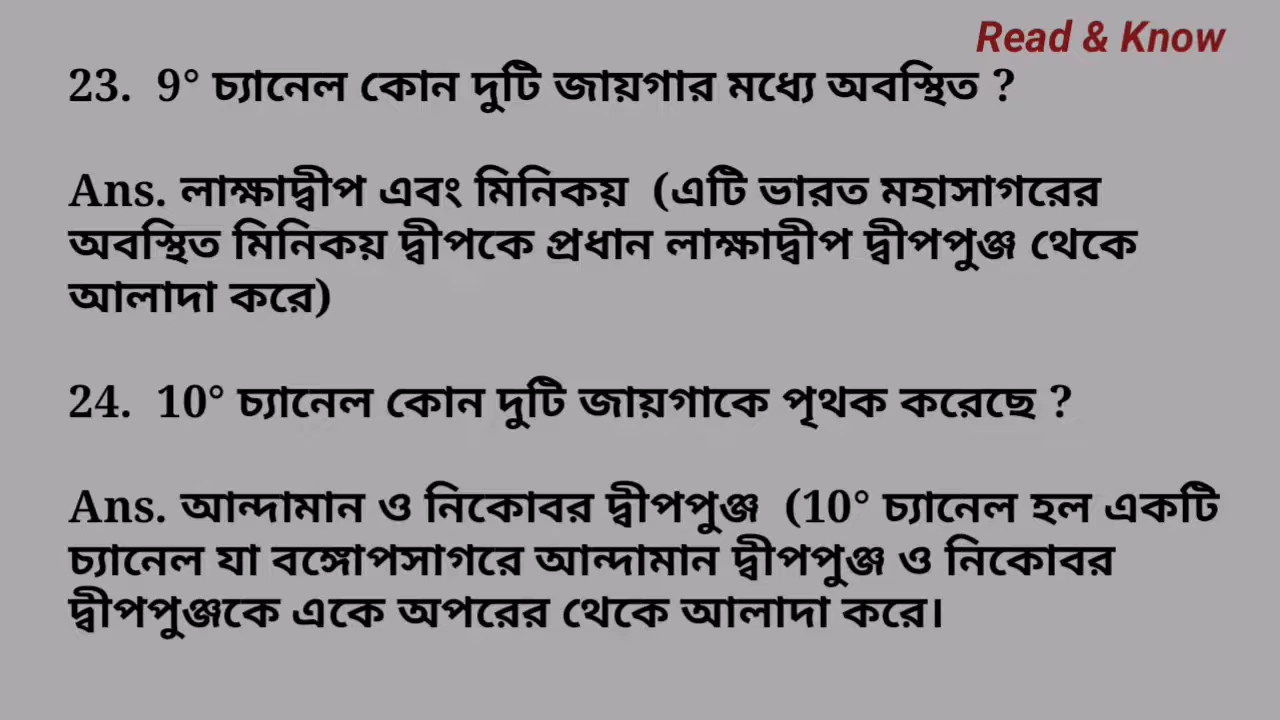 Read & Know
23. 9° চ্যানেল কোন দুটি জায়গার মধ্যে অবস্থিত ?
Ans. লাক্ষাদ্বীপ এবং মিনিকয় (এটি ভারত মহাসাগরের
অবস্থিত মিনিকয় দ্বীপকে প্রধান লাক্ষাদ্বীপ দ্বীপপুঞ্জ থেকে
আলাদা করে)
24. 10° চ্যানেল কোন দুটি জায়গাকে পৃথক করেছে ?
Ans. আন্দামান ও নিকোবর দ্বীপপুঞ্জ (10° চ্যানেল হল একটি
চ্যানেল যা বঙ্গোপসাগরে আন্দামান দ্বীপপুঞ্জ ও নিকোবর
দ্বীপপুঞ্জকে একে অপরের থেকে আলাদা করে।